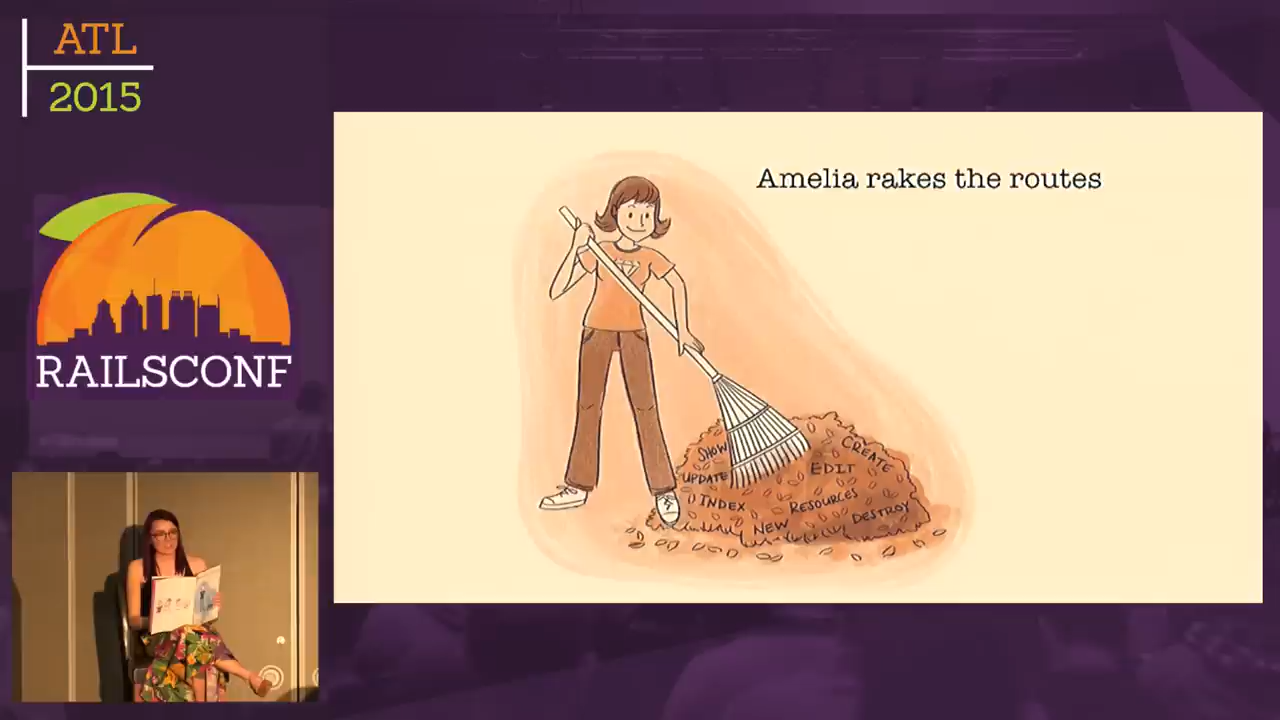 ATL
2015
RAILSCONF
Amelia rakes the routes
SHOW
CREATE
UPDATE
EDIT
INDEX
RESOURCES
NEW
DESTROY